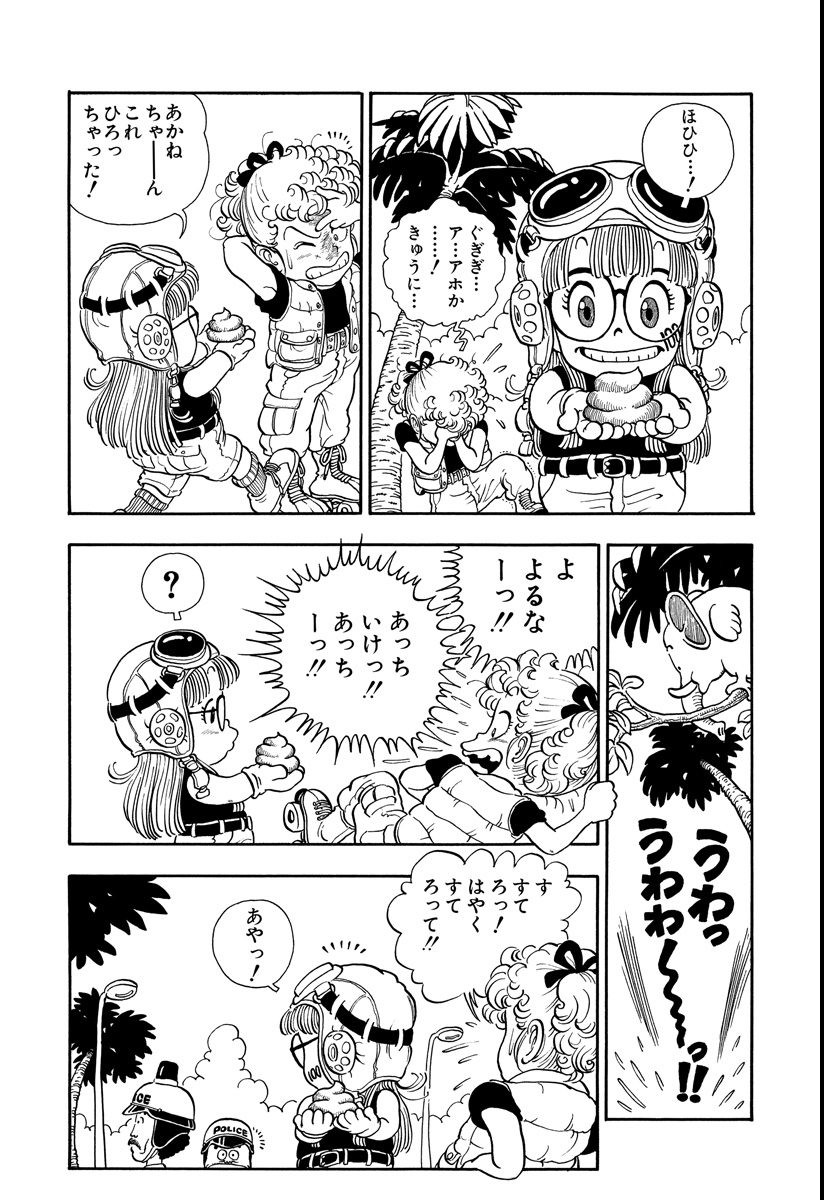 ほひひ…!
ぐぎぎ…
ア…アホか
……!
きゅうに…
あかね
ちゃーん
これ
ひろっ
ちゃった!
うわっ
うわわ〜〜〜っ!!
よ
よるな
ーっ!!
あっち
いけっ!!
あっち
ーっ!!
?
す
すて
ろっ!
はやく
すて
ろって!!
あやっ!
POLICE
ICE